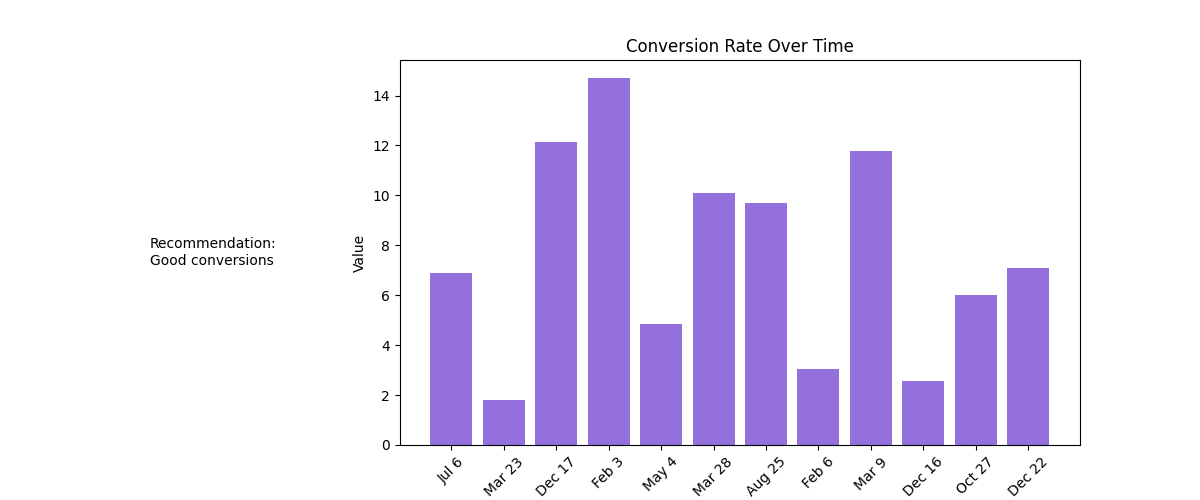 Conversion Rate Over Time
Recommendation:
Good conversions
Value
14
12
10
8
6
4
2
0
Jul 6
Mar 23
Dec 17
Feb 3
May 4
Mar 28
Aug 25
Feb 6
Mar 9
Dec 16
Oct 27
Dec 22